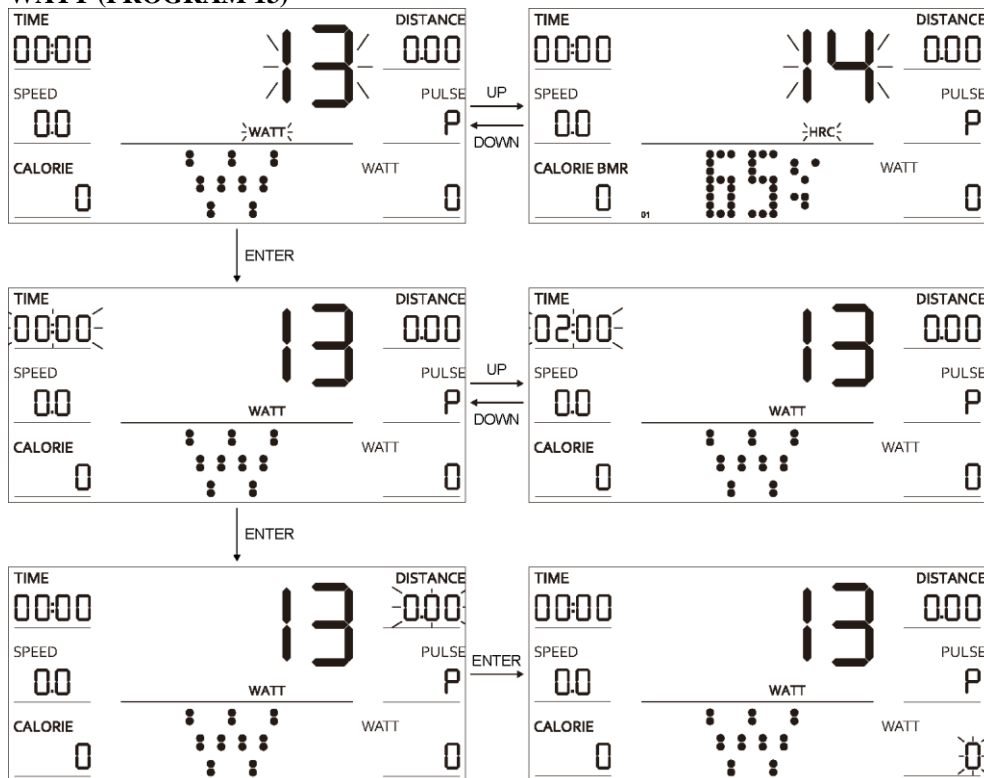 WATT (PROGRAM 13)
TIME
00:00
SPEED
0.0
CALORIE
0
13
WATT
W
DISTANCE
0.00
PULSE
P
WATT
0
UP
DOWN
TIME
00:00
SPEED
0.0
CALORIE BMR
0
14
HRC
65%
01
DISTANCE
0.00
PULSE
P
WATT
0
ENTER
TIME
00:00
SPEED
0.0
CALORIE
0
13
WATT
W
DISTANCE
0.00
PULSE
P
WATT
0
UP
DOWN
TIME
02:00
SPEED
0.0
CALORIE
0
13
WATT
W
DISTANCE
0.00
PULSE
P
WATT
0
ENTER
TIME
00:00
SPEED
0.0
CALORIE
0
13
WATT
W
DISTANCE
0.00
PULSE
P
WATT
0
ENTER
TIME
00:00
SPEED
0.0
CALORIE
0
13
WATT
W
DISTANCE
0.00
PULSE
P
WATT
0